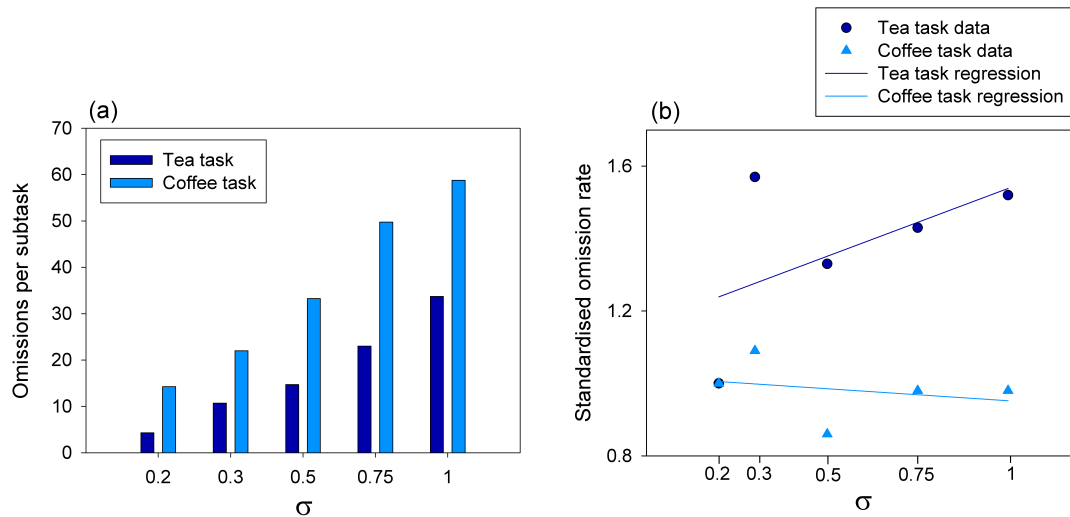 (a)
Tea task
Coffee task
Omissions per subtask
70
60
50
40
30
20
10
0
0.2 0.3 0.5 0.75 1
σ
Tea task data
Coffee task data
Tea task regression
Coffee task regression
(b)
Standardised omission rate
1.6
1.2
0.8
0.2 0.3 0.5 0.75 1
σ